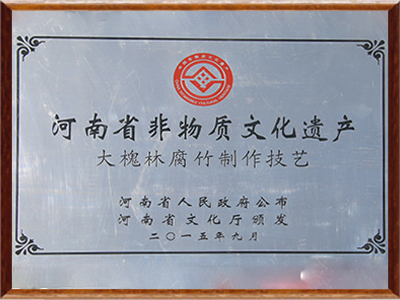 河南省非物质文化遗产
大槐林腐竹制作技艺
河南省人民政府公布
河南省文化厅颁发
二〇一五年九月